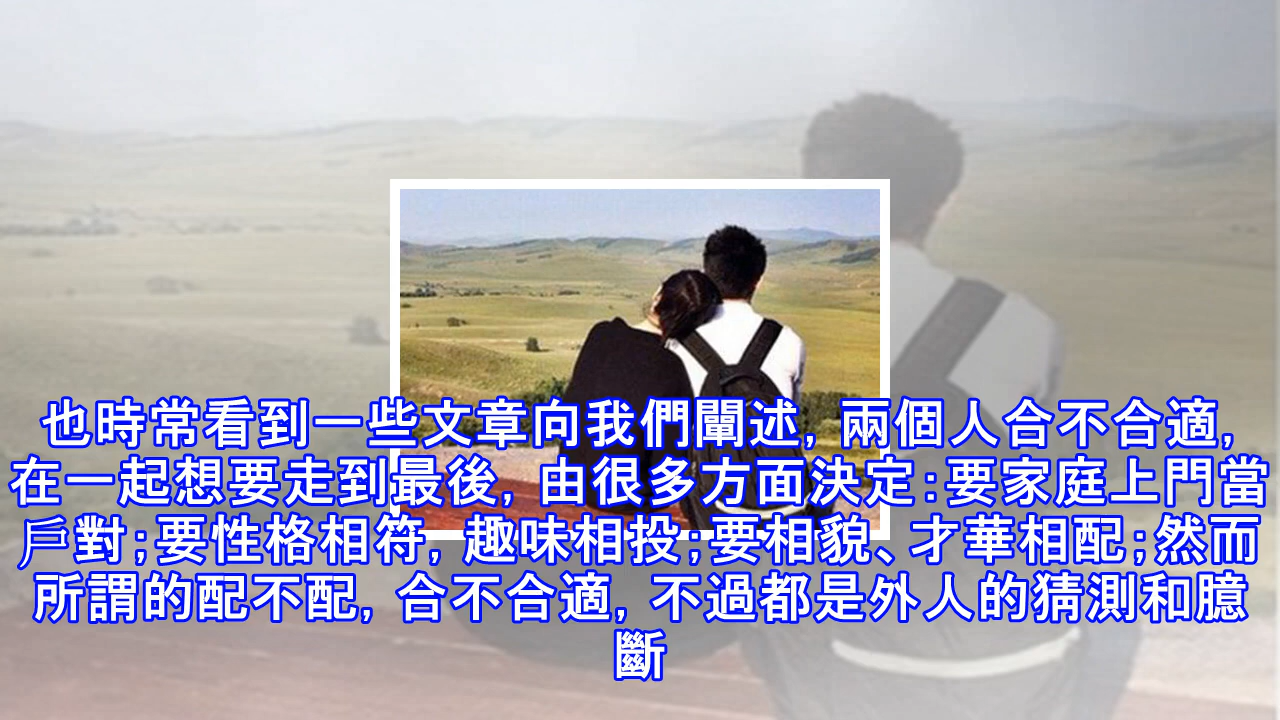 也時常看到一些文章向我們闡述，兩個人合不合適，
在一起想要走到最後，由很多方面決定：要家庭上門當
戶對；要性格相符，趣味相投；要相貌、才華相配；然而
所謂的配不配，合不合適，不過都是外人的猜測和臆
斷